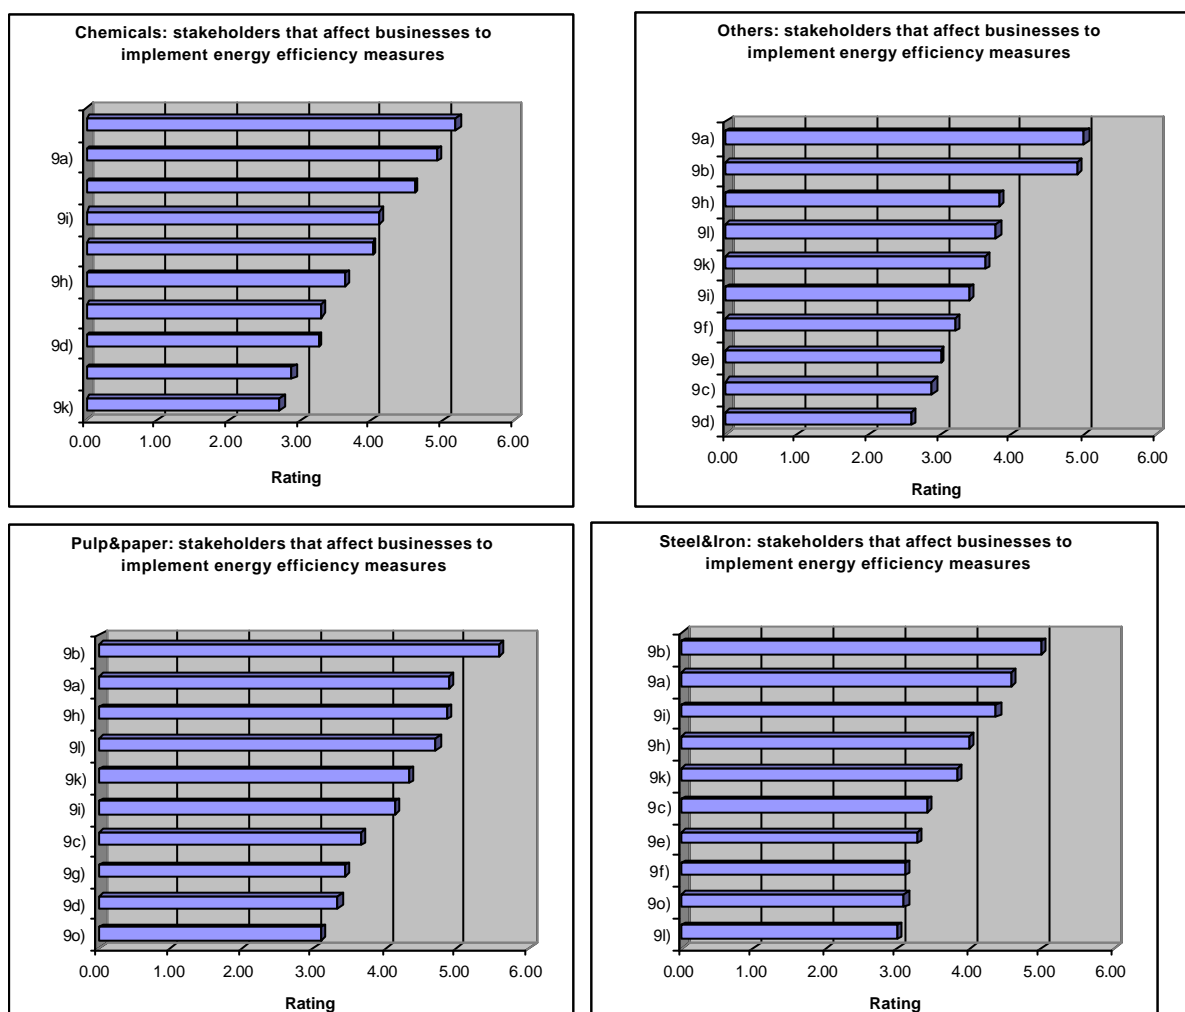 Chemicals: stakeholders that affect businesses to
implement energy efficiency measures
9a)
9i)
9h)
9d)
9k)
0.00 1.00 2.00 3.00 4.00 5.00 6.00
Rating
Others: stakeholders that affect businesses to
implement energy efficiency measures
9a)
9b)
9h)
9l)
9k)
9i)
9f)
9e)
9c)
9d)
0.00 1.00 2.00 3.00 4.00 5.00 6.00
Rating
Pulp&paper: stakeholders that affect businesses to
implement energy efficiency measures
9b)
9a)
9h)
9l)
9k)
9i)
9c)
9g)
9d)
9o)
0.00 1.00 2.00 3.00 4.00 5.00 6.00
Rating
Steel&Iron: stakeholders that affect businesses to
implement energy efficiency measures
9b)
9a)
9i)
9h)
9k)
9c)
9e)
9f)
9o)
9l)
0.00 1.00 2.00 3.00 4.00 5.00 6.00
Rating